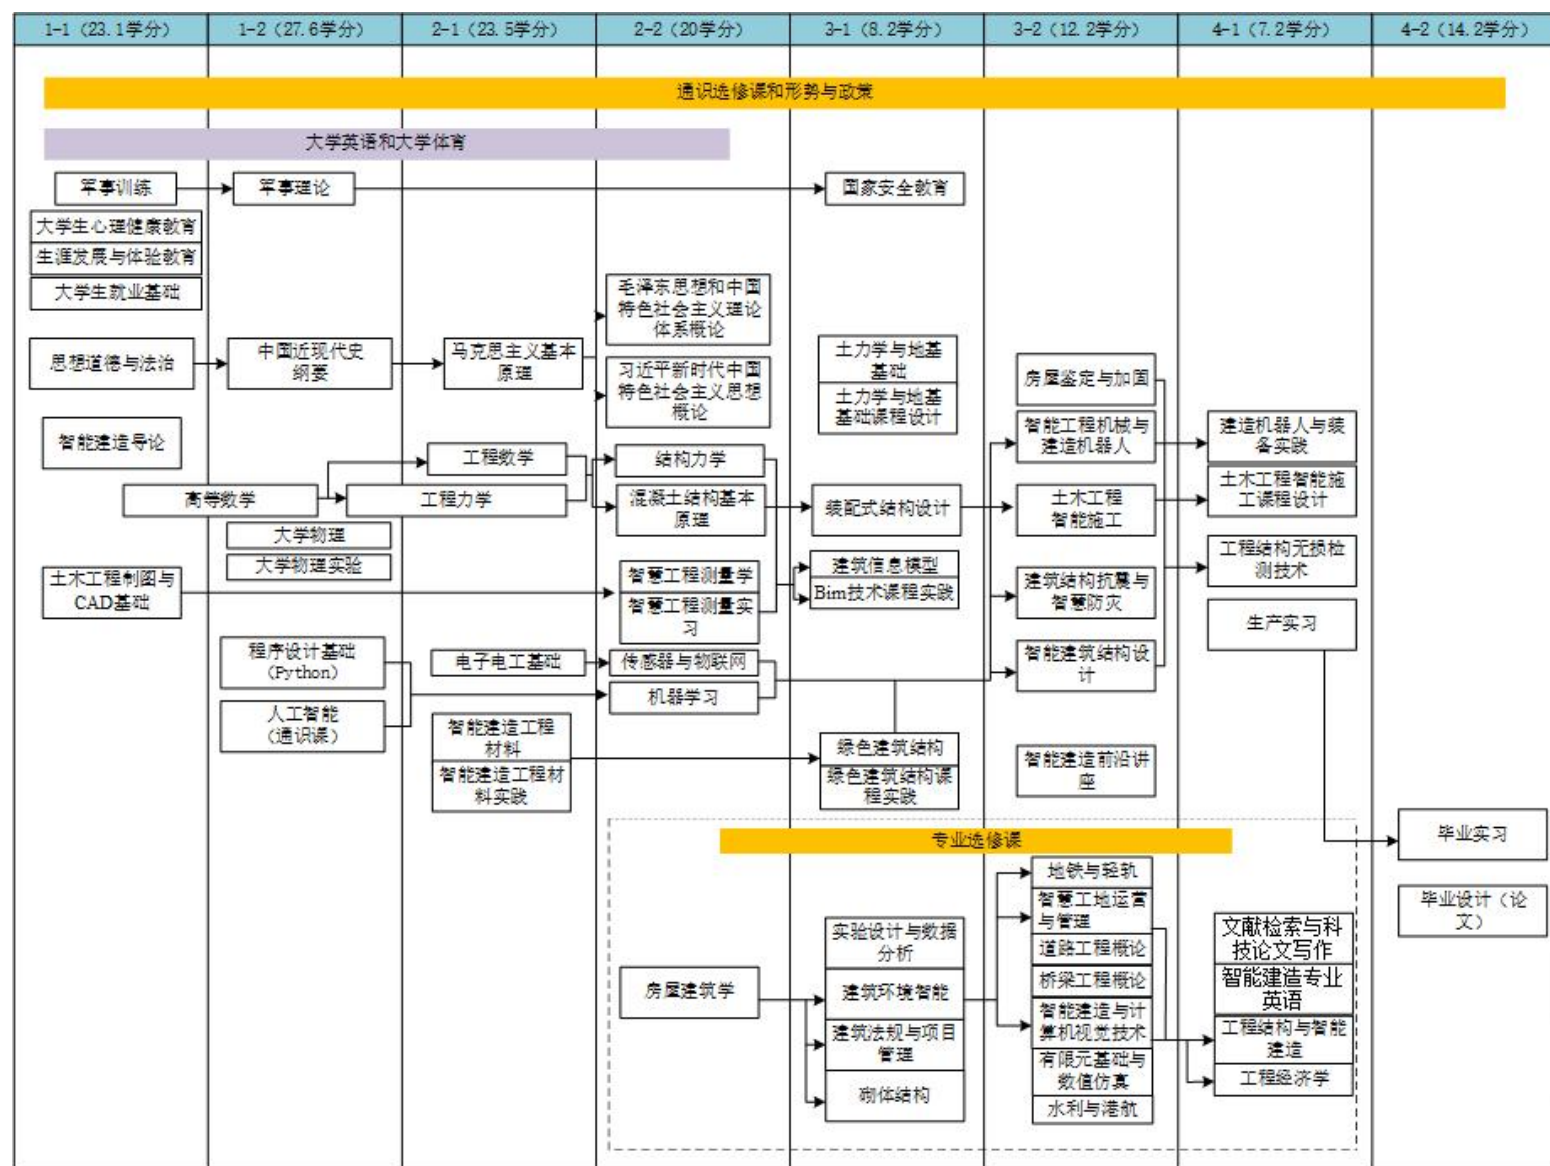 1-1（23.1学分）
1-2（27.6学分）
2-1（23.5学分）
2-2（20学分）
3-1（8.2学分）
3-2（12.2学分）
4-1（7.2学分）
4-2（14.2学分）
通识选修课和形势与政策
大学英语和大学体育
军事训练
军事理论
国家安全教育
大学生心理健康教育
生涯发展与体验教育
大学生就业基础
思想道德与法治
中国近现代史
纲要
马克思主义基本
原理
毛泽东思想和中国
特色社会主义理论
体系概论
习近平新时代中国
特色社会主义思想
概论
土力学与地基
基础
土力学与地基
基础课程设计
房屋鉴定与加固
智能工程机械与
建造机器人
建造机器人与装
备实践
智能建造导论
高等数学
工程数学
工程力学
结构力学
混凝土结构基本
原理
装配式结构设计
土木工程
智能施工
土木工程智能施
工课程设计
大学物理
大学物理实验
土木工程制图与
CAD基础
智慧工程测量学
智慧工程测量实
习
建筑信息模型
Bim技术课程实践
建筑结构抗震与
智慧防灾
工程结构无损检
测技术
生产实习
程序设计基础
（Python）
人工智能
（通识课）
电子电工基础
传感器与物联网
机器学习
智能建筑结构设
计
智能建造工程
材料
智能建造工程材
料实践
绿色建筑结构
绿色建筑结构课
程实践
智能建造前沿讲
座
毕业实习
毕业设计（论
文）
专业选修课
房屋建筑学
实验设计与数据
分析
建筑环境智能
建筑法规与项目
管理
砌体结构
地铁与轻轨
智慧工地运营
与管理
道路工程概论
桥梁工程概论
智能建造与计
算机视觉技术
有限元基础与
数值仿真
水利与港航
文献检索与科
技论文写作
智能建造专业
英语
工程结构与智能
建造
工程经济学